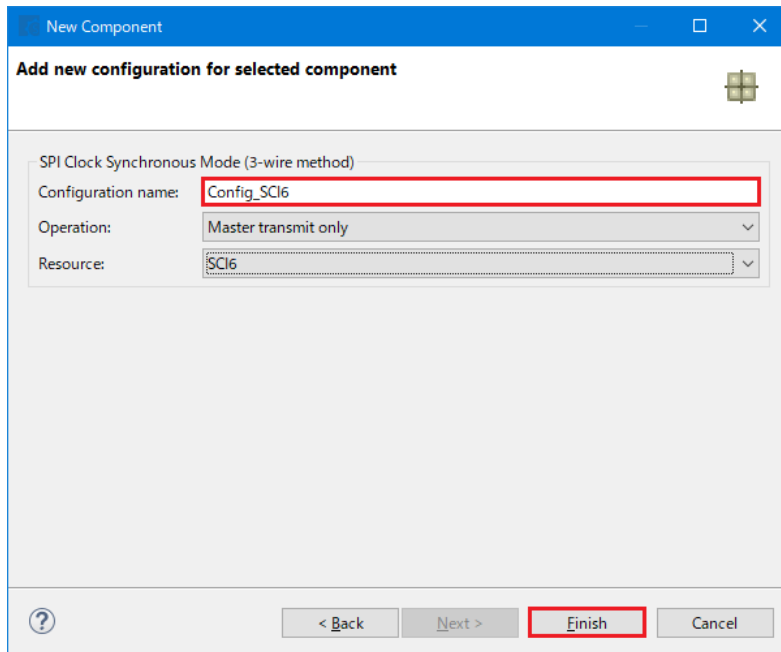 New Component
Add new configuration for selected component
SPI Clock Synchronous Mode (3-wire method)
Configuration name: Config_SCI6
Operation: Master transmit only
Resource: SCI6
? < Back Next > Finish Cancel